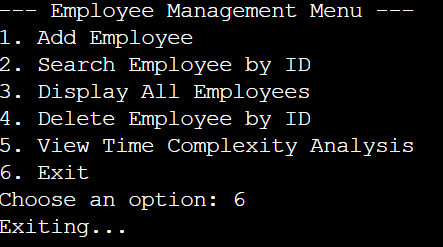 --- Employee Management Menu ---
1. Add Employee
2. Search Employee by ID
3. Display All Employees
4. Delete Employee by ID
5. View Time Complexity Analysis
6. Exit
Choose an option: 6
Exiting...